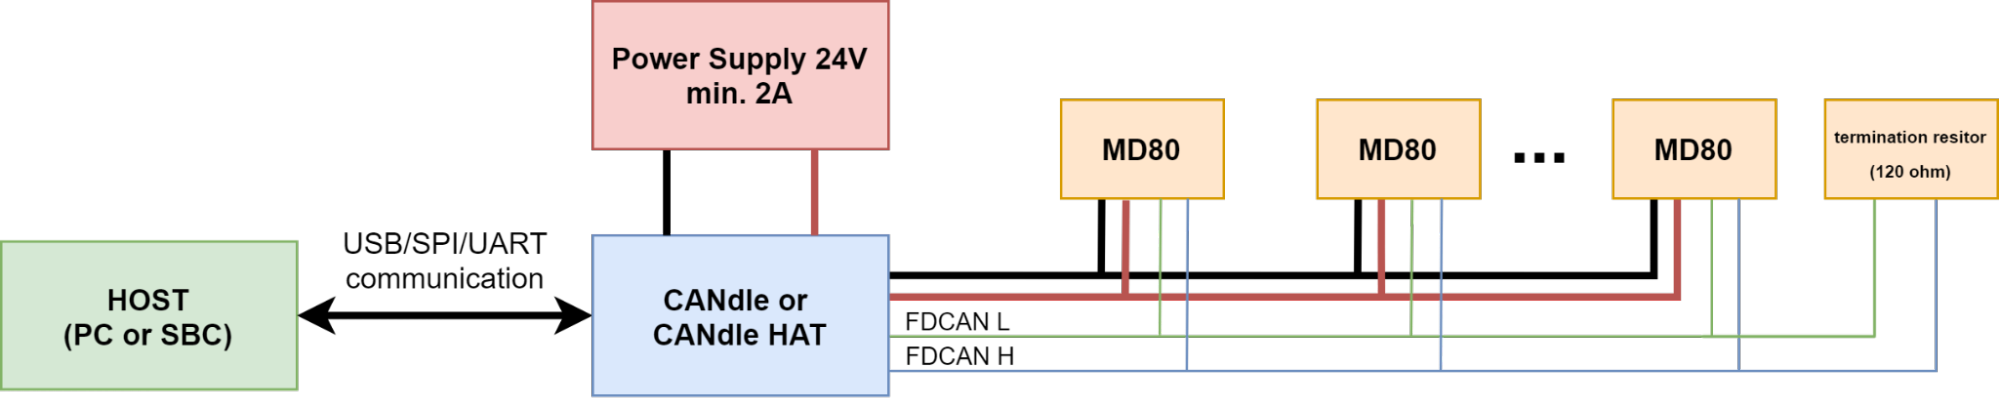 Power Supply 24V
min. 2A
MD80
MD80
...
MD80
termination resitor
(120 ohm)
USB/SPI/UART
communication
HOST
(PC or SBC)
CANdle or
CANdle HAT
FDCAN L
FDCAN H